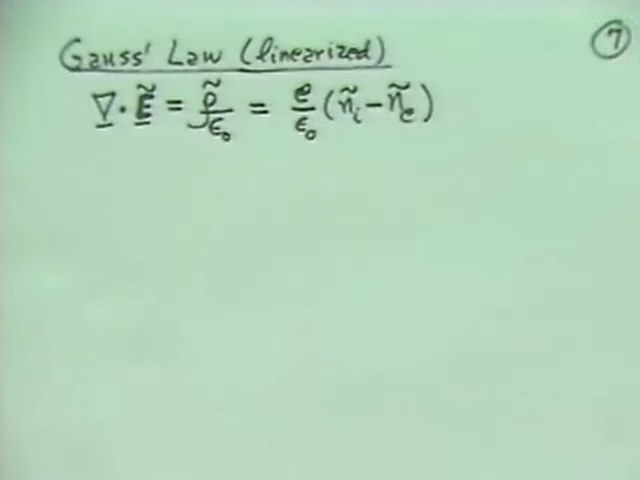 Gauss' Law (linearized)
7
∇·Ẽ = ρ̃/ε₀ = e/ε₀ (ñᵢ - ñₑ)